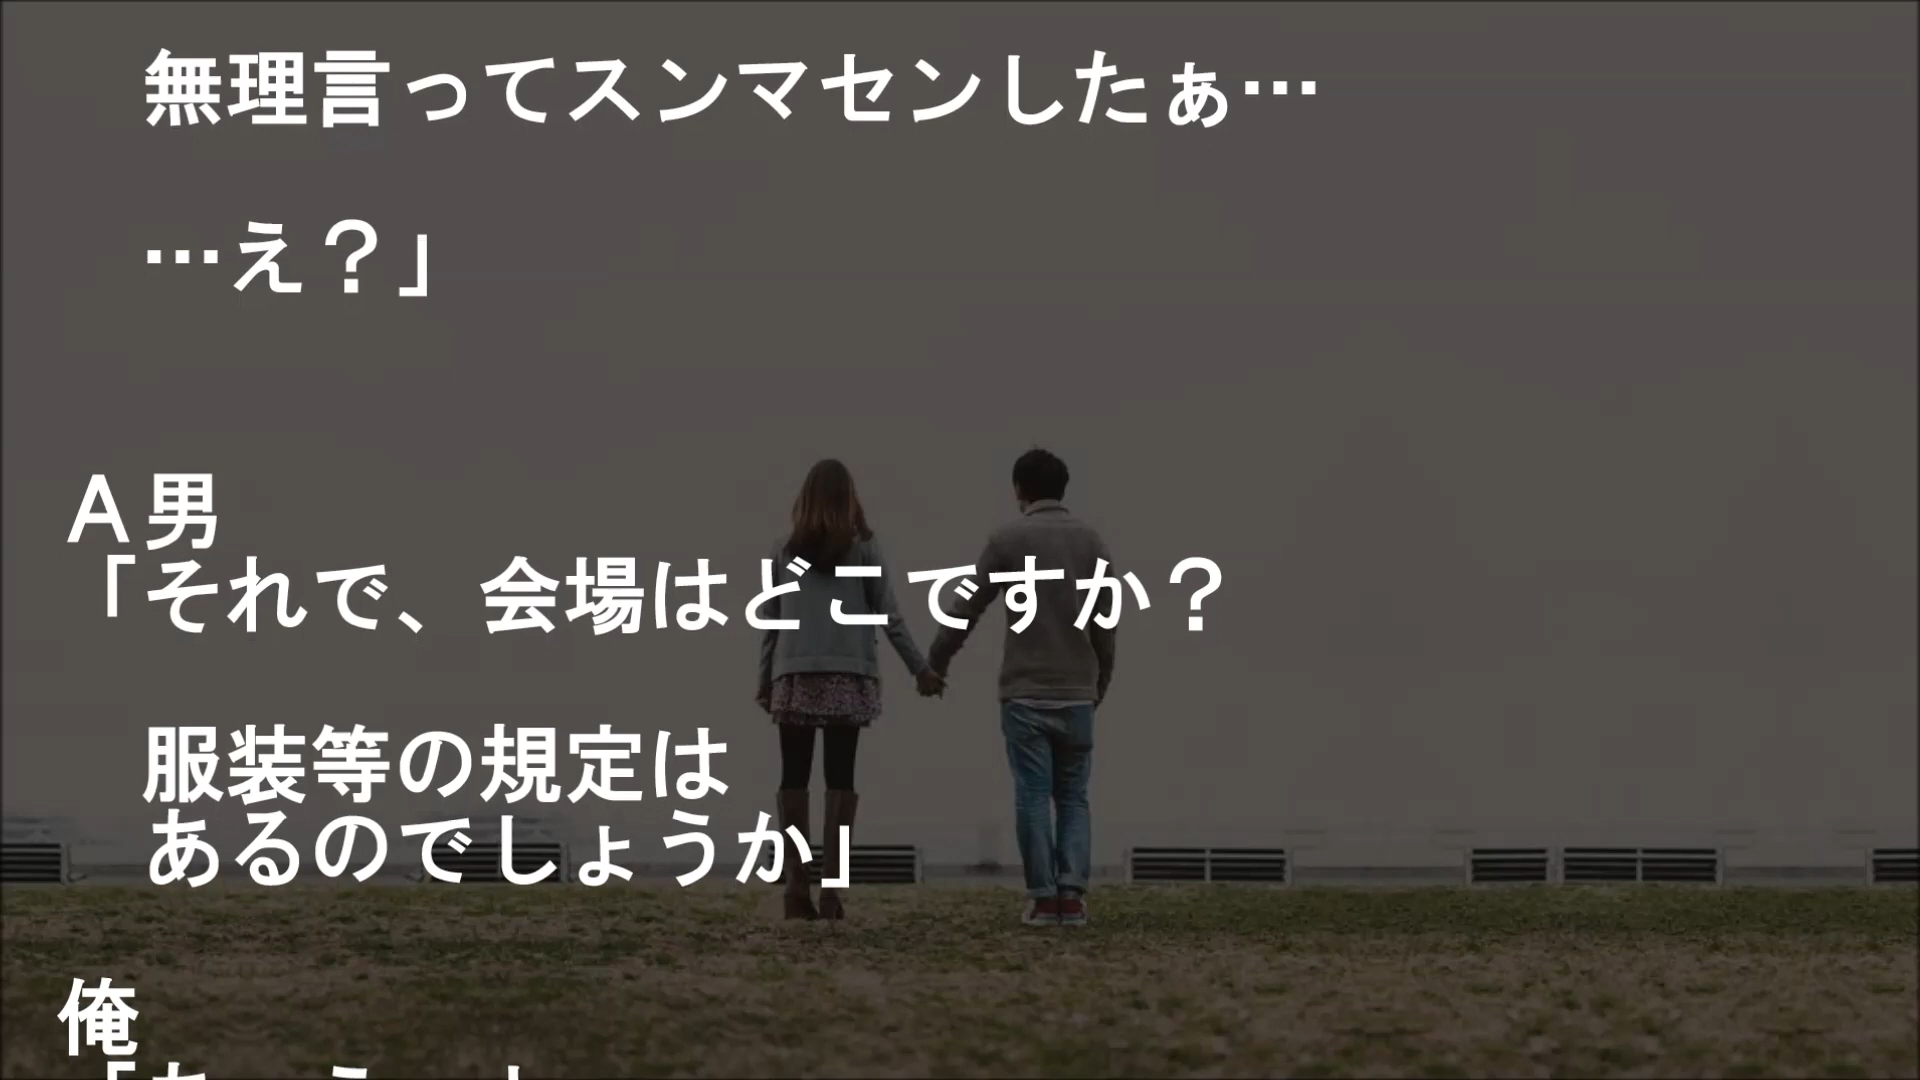 無理言ってスンマセンしたぁ…
…え？」
Ａ男
「それで、会場はどこですか？
服装等の規定は
あるのでしょうか」
俺